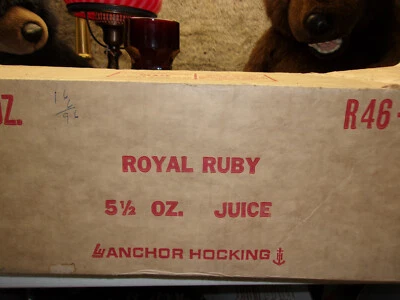 OZ.
R46-
ROYAL RUBY
5½ OZ. JUICE
ANCHOR HOCKING